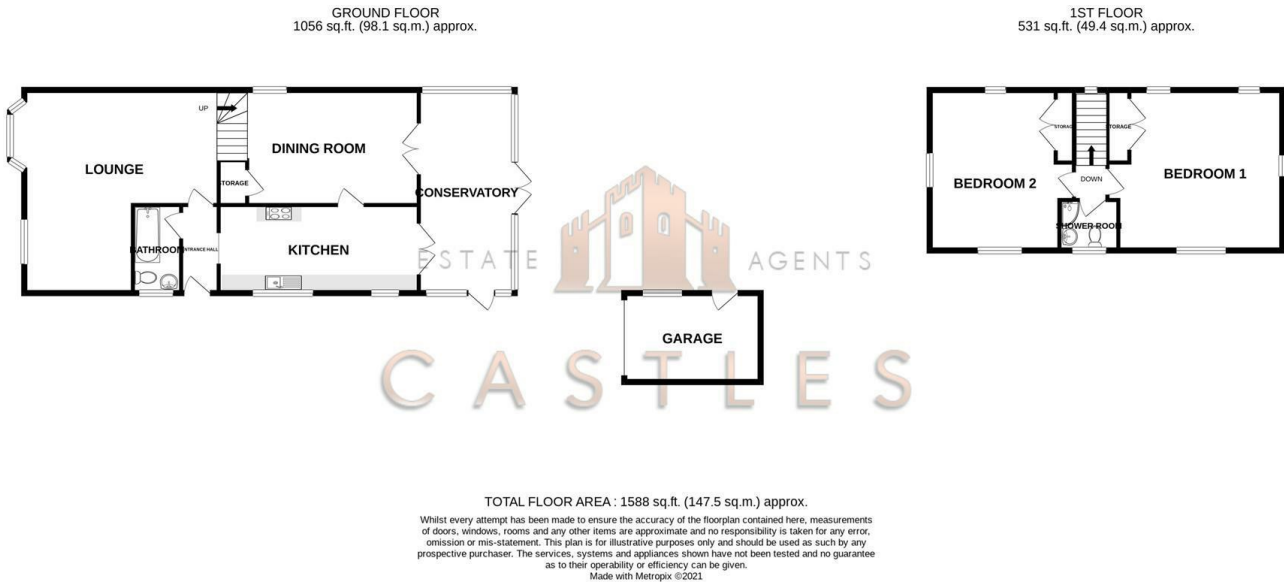 GROUND FLOOR
1056 sq.ft. (98.1 sq.m.) approx.
1ST FLOOR
531 sq.ft. (49.4 sq.m.) approx.
UP
LOUNGE
DINING ROOM
STORAGE
CONSERVATORY
BATHROOM
ENTRANCE HALL
KITCHEN
STORAGE
STORAGE
BEDROOM 2
DOWN
BEDROOM 1
SHOWER ROOM
ESTATE AGENTS
GARAGE
CASTLES
TOTAL FLOOR AREA : 1588 sq.ft. (147.5 sq.m.) approx.
Whilst every attempt has been made to ensure the accuracy of the floorplan contained here, measurements
of doors, windows, rooms and any other items are approximate and no responsibility is taken for any error,
omission or mis-statement. This plan is for illustrative purposes only and should be used as such by any
prospective purchaser. The services, systems and appliances shown have not been tested and no guarantee
as to their operability or efficiency can be given.
Made with Metropix ©2021